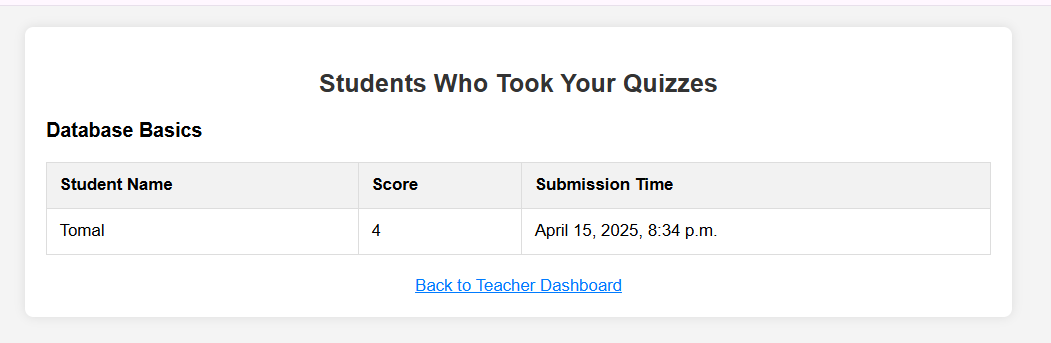 Students Who Took Your Quizzes
Database Basics
Student Name Score Submission Time
Tomal 4 April 15, 2025, 8:34 p.m.
Back to Teacher Dashboard